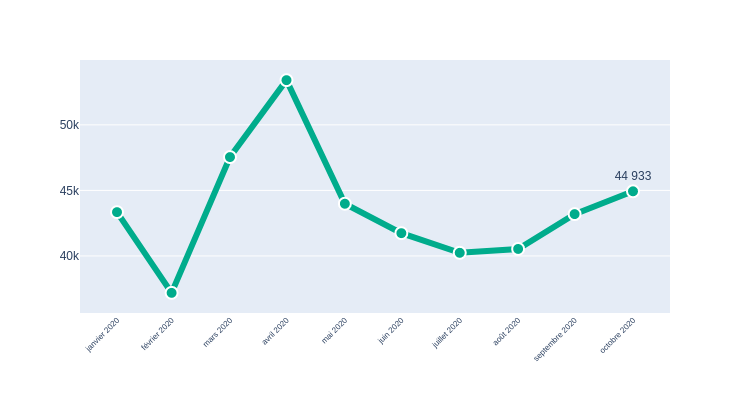 50k
45k
40k
44 933
janvier 2020
février 2020
mars 2020
avril 2020
mai 2020
juin 2020
juillet 2020
août 2020
septembre 2020
octobre 2020